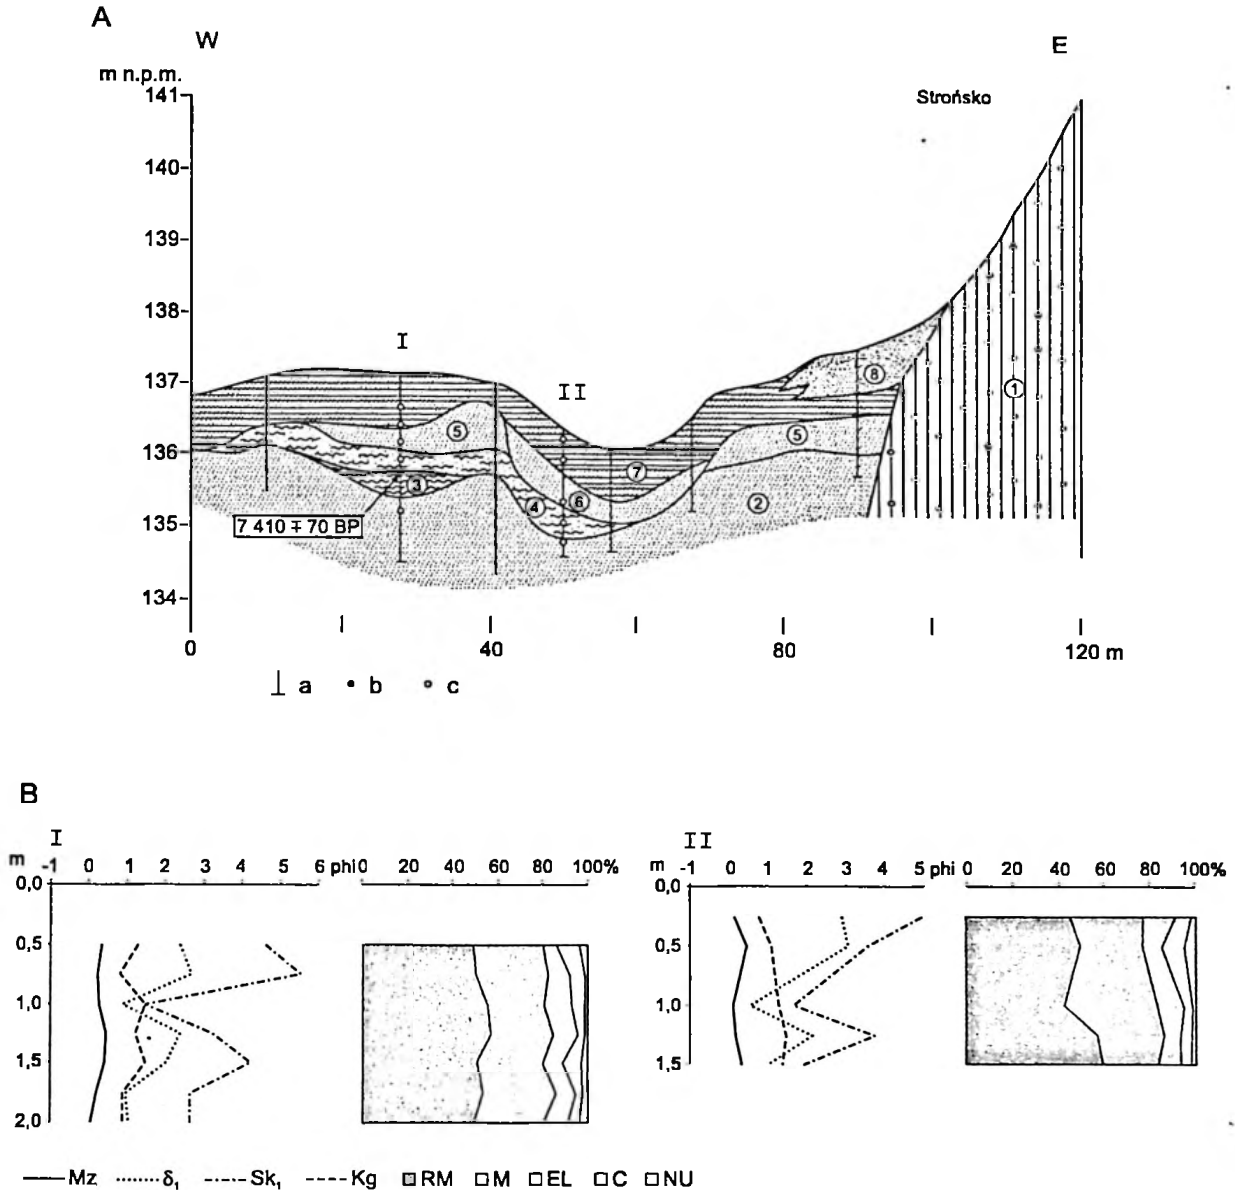 A
W
E
m n.p.m.
Strońsko
141
140
139
138
137
136
135
134
I
II
8
1
5
5
3
7
6
4
2
7 410 ∓ 70 BP
0
40
80
120 m
a
b
c
B
I
II
m
-1 0 1 2 3 4 5 6 phi
0 20 40 60 80 100%
0,0
0,5
1,0
1,5
2,0
m
-1 0 1 2 3 4 5 phi
0 20 40 60 80 100%
0,0
0,5
1,0
1,5
Mz δ₁ Sk₁ Kg RM M EL C NU